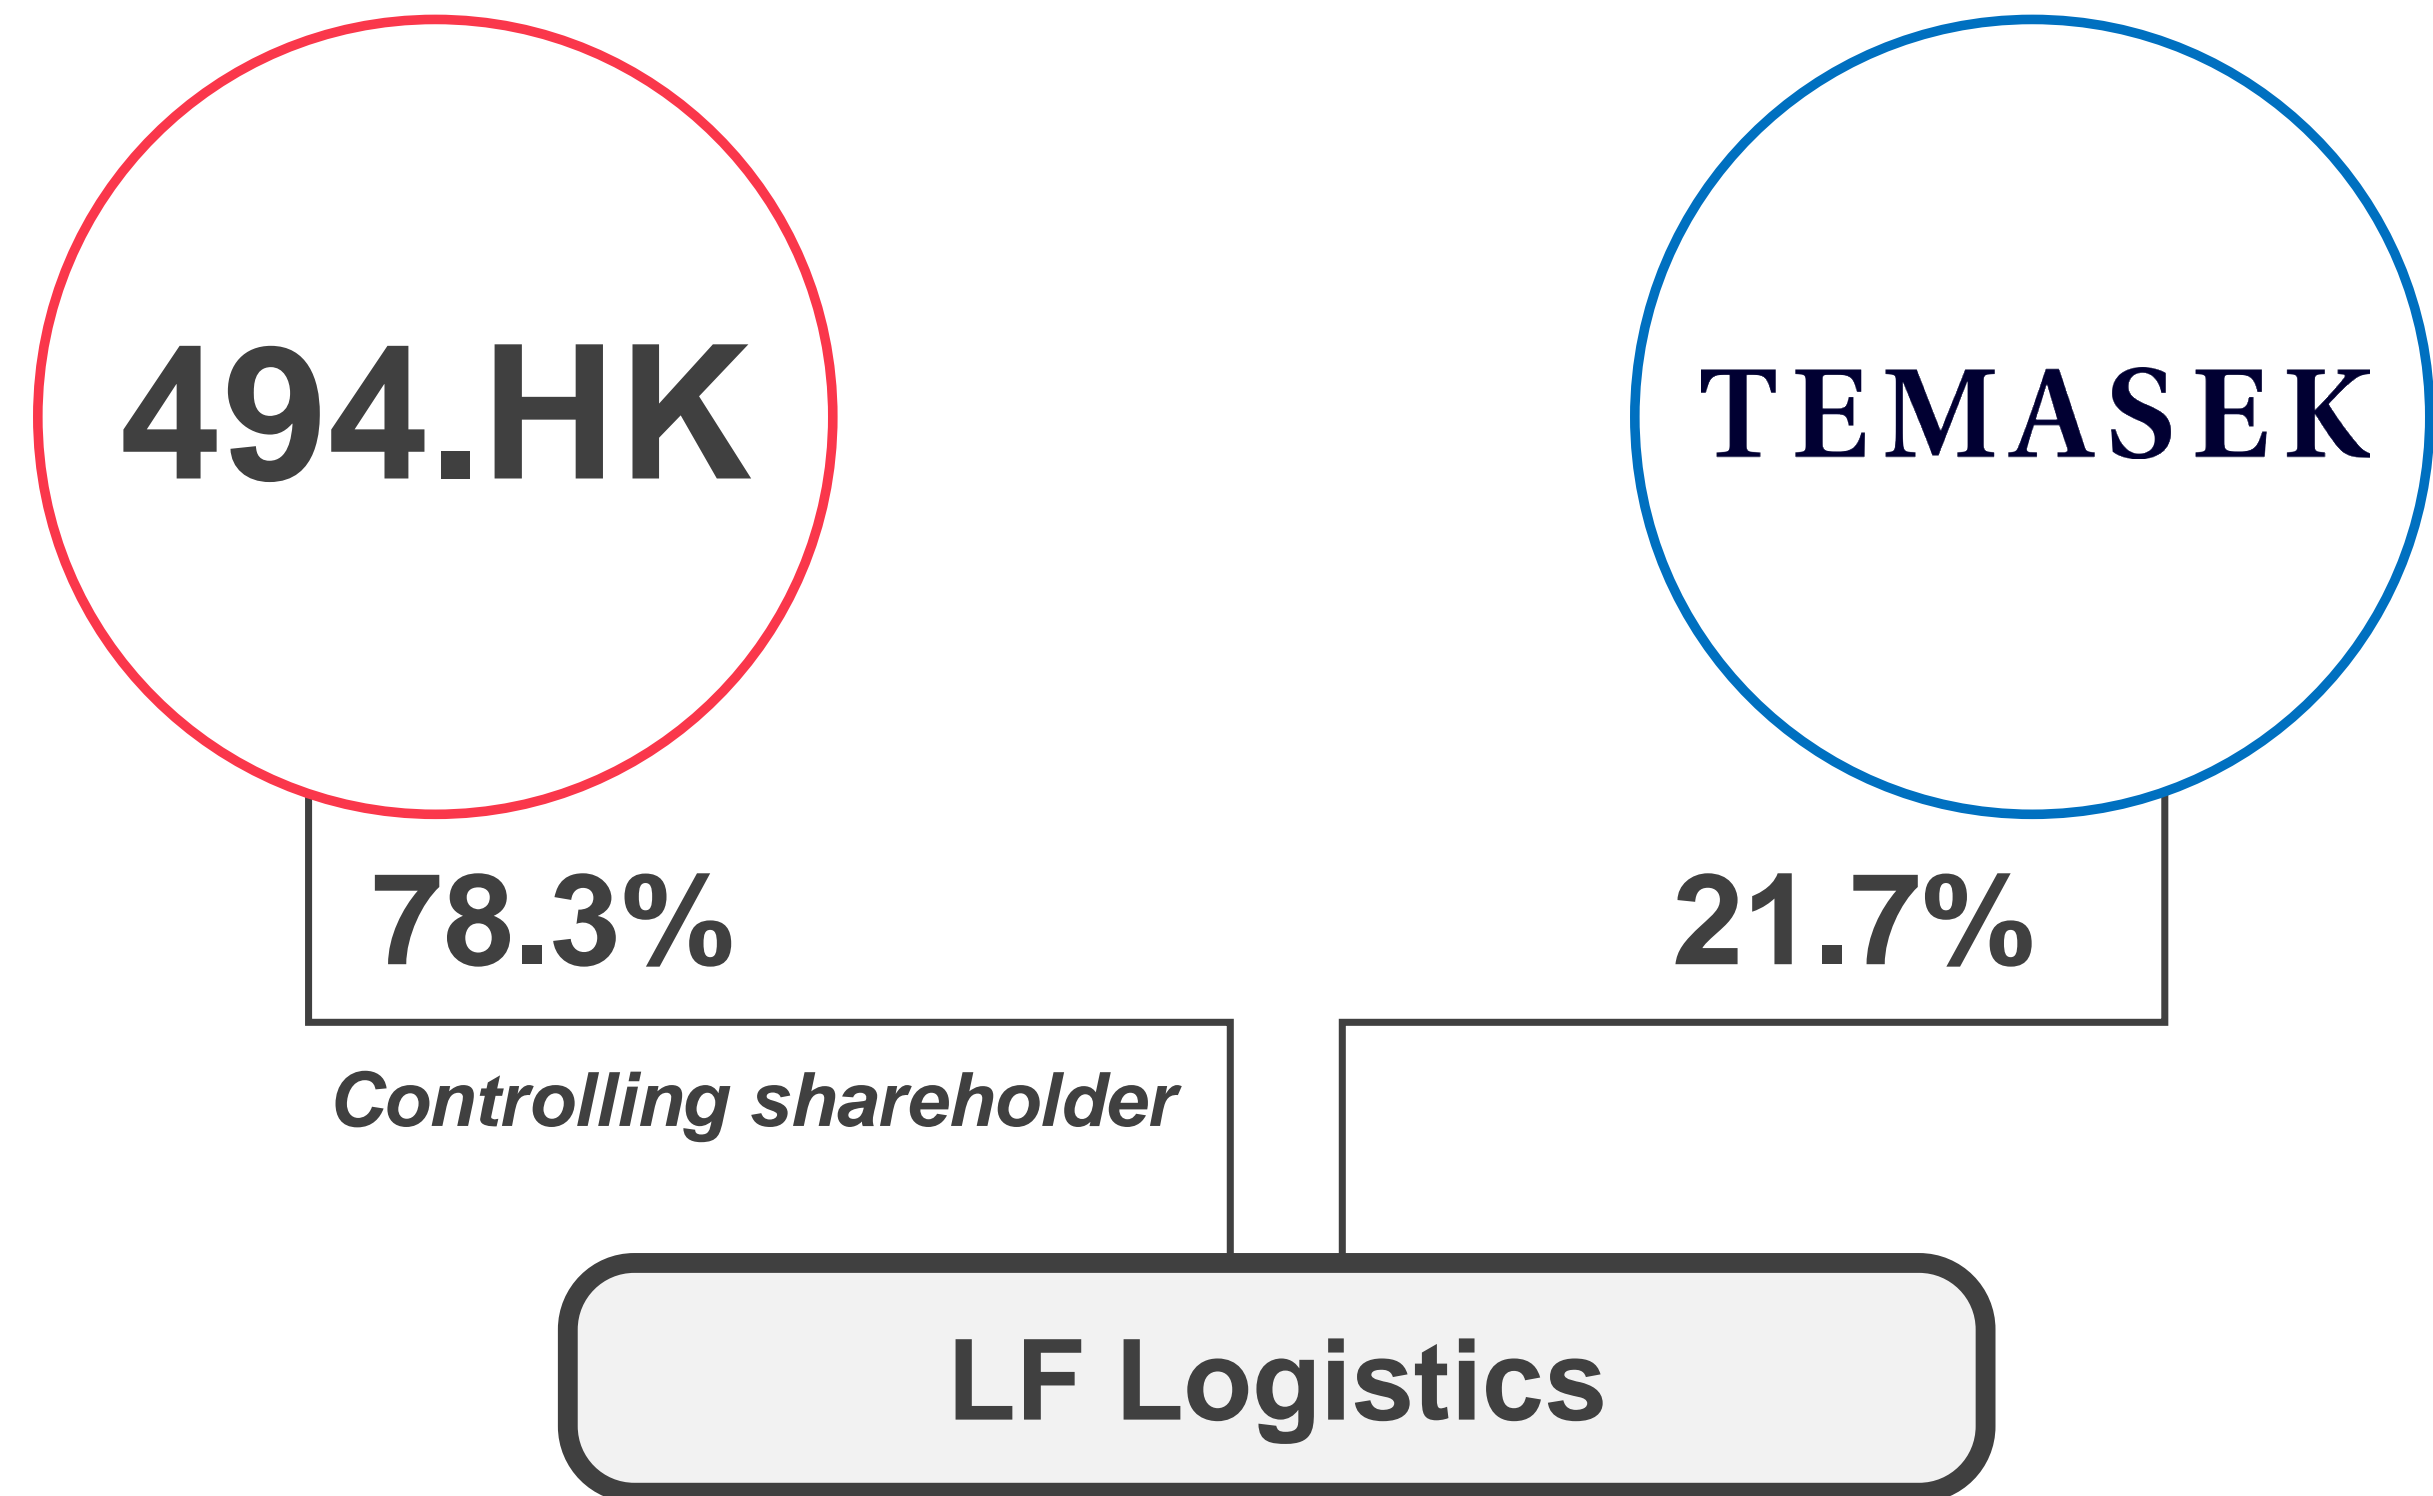 494.HK
TEMASEK
78.3%
21.7%
Controlling shareholder
LF Logistics